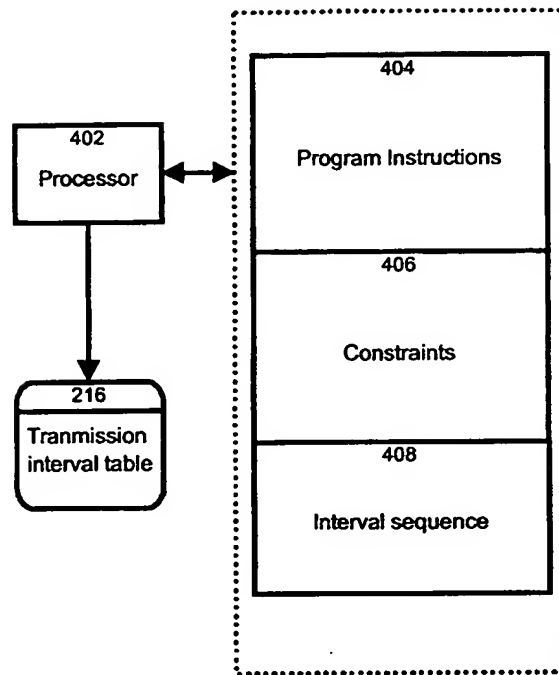 404
Program Instructions
402
Processor
406
Constraints
216
Tranmission
interval table
408
Interval sequence